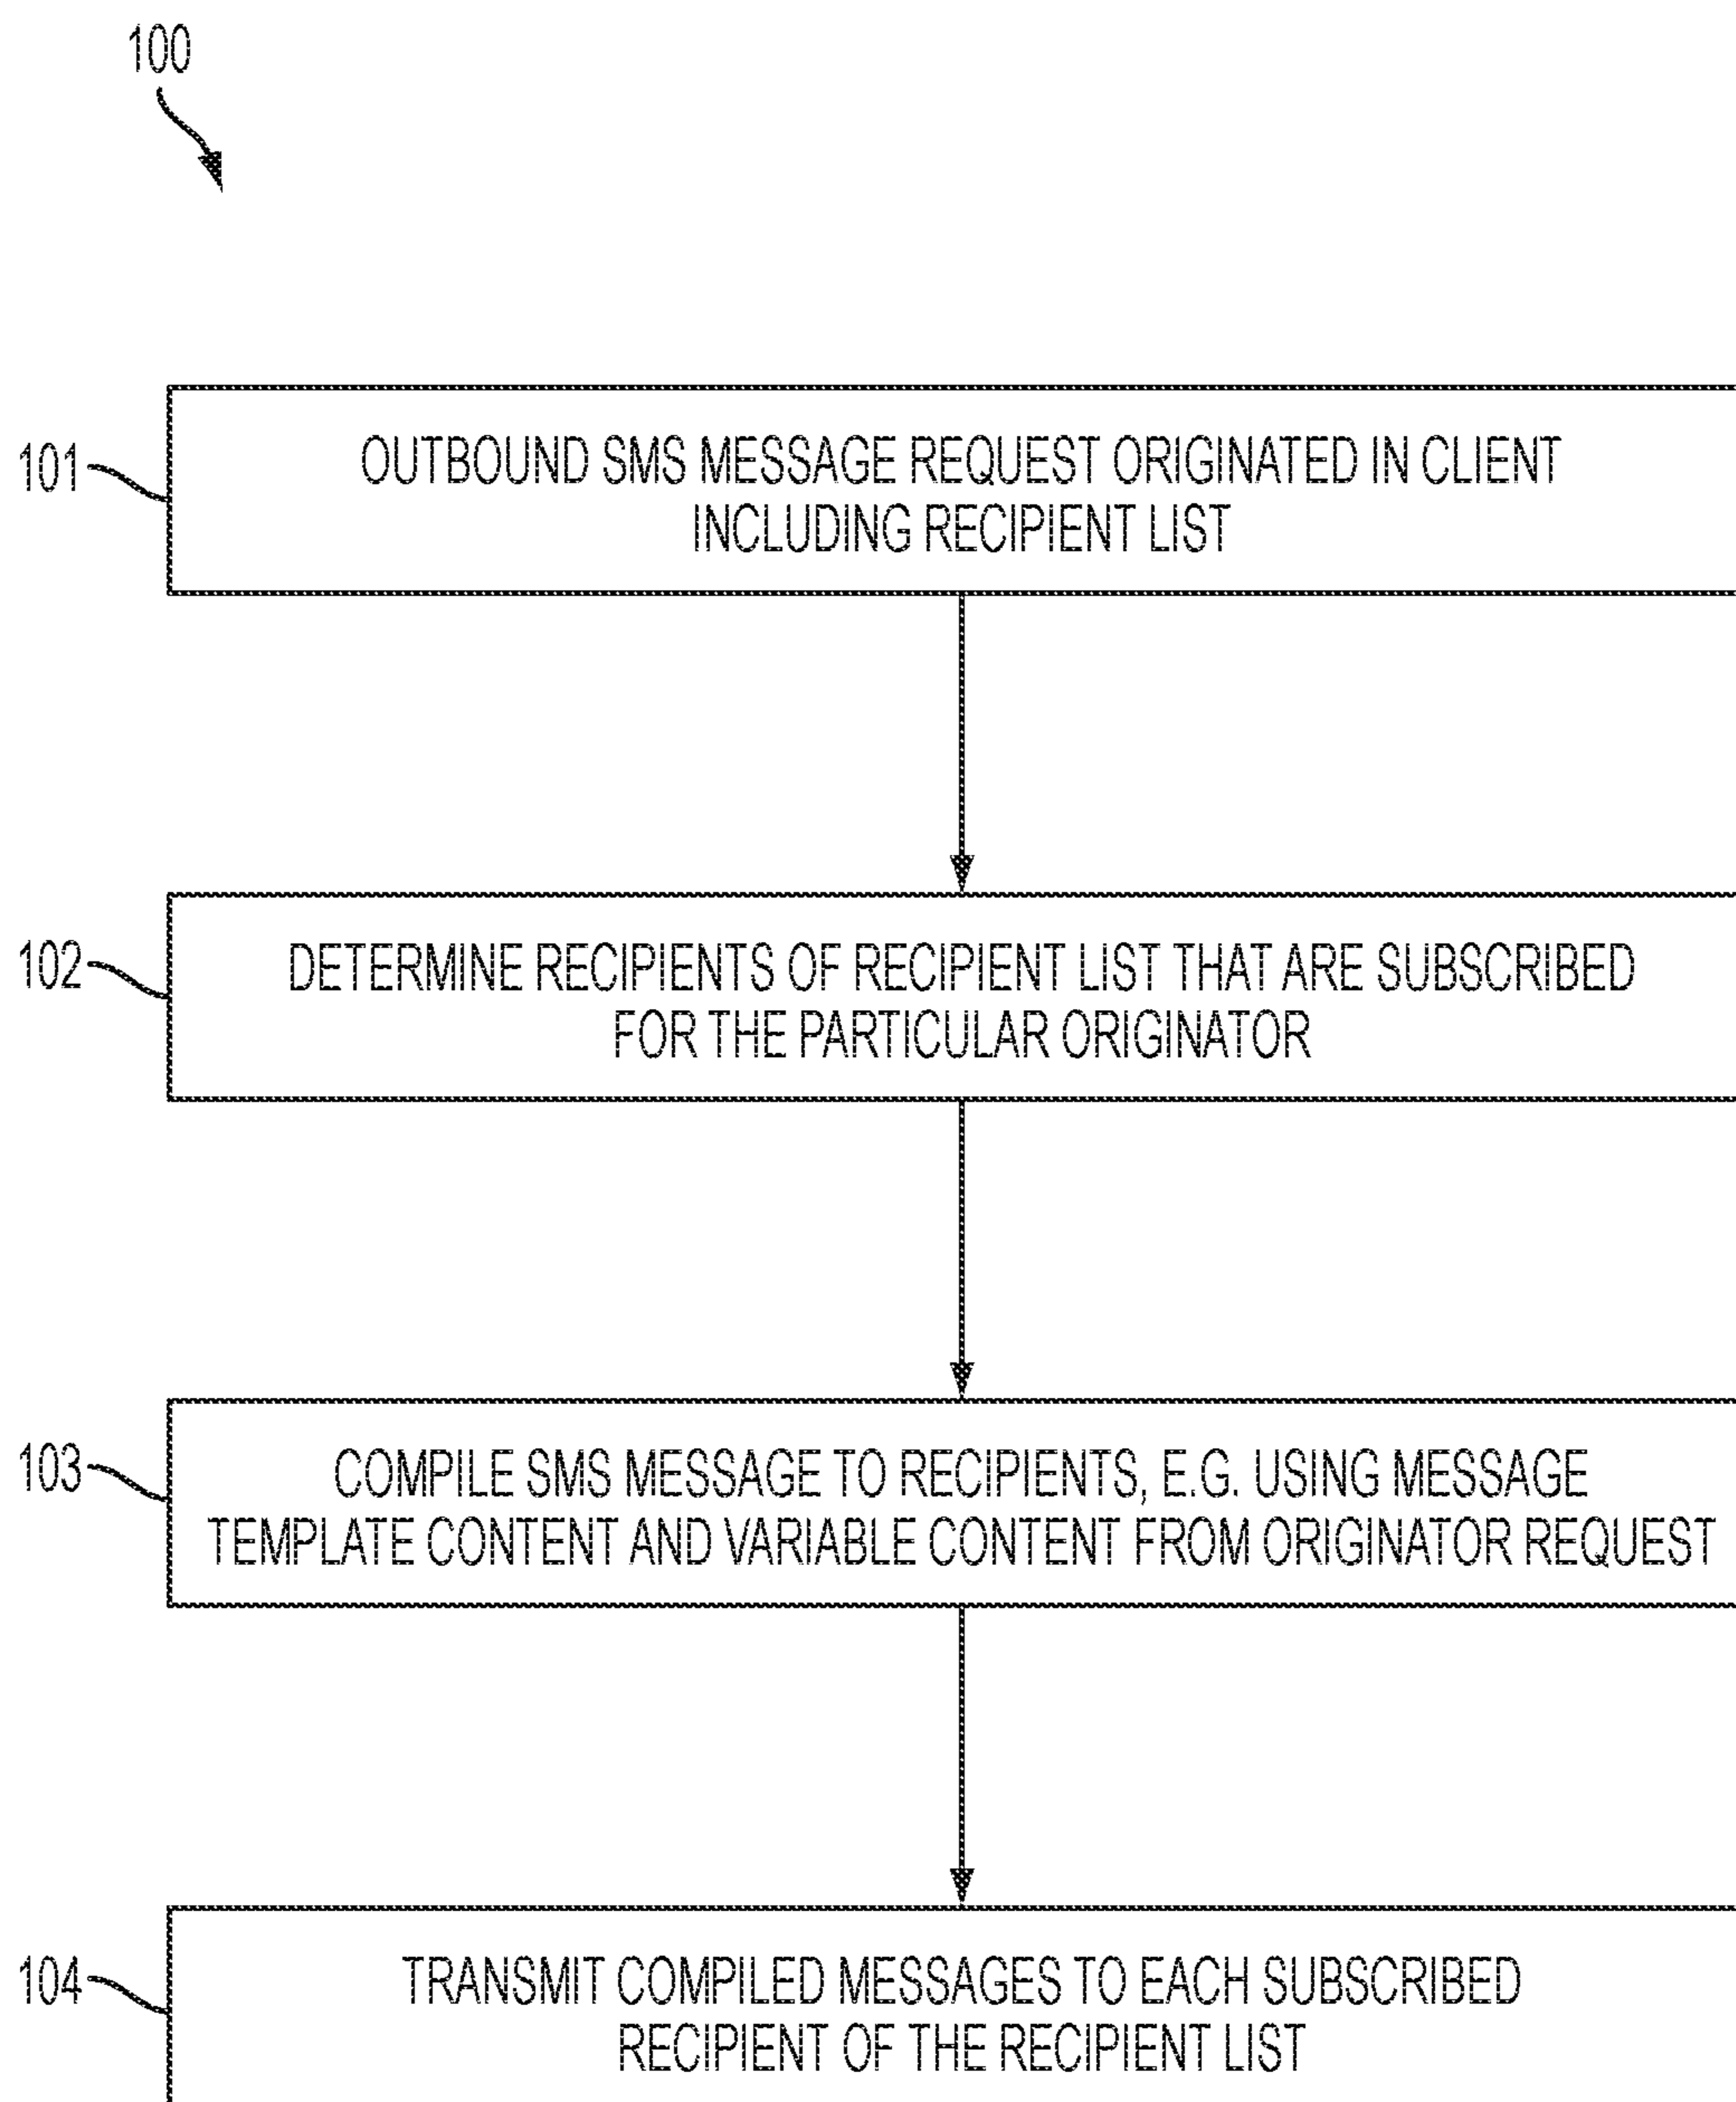 100
101
OUTBOUND SMS MESSAGE REQUEST ORIGINATED IN CLIENT
INCLUDING RECIPIENT LIST
102
DETERMINE RECIPIENTS OF RECIPIENT LIST THAT ARE SUBSCRIBED
FOR THE PARTICULAR ORIGINATOR
103
COMPILE SMS MESSAGE TO RECIPIENTS, E.G. USING MESSAGE
TEMPLATE CONTENT AND VARIABLE CONTENT FROM ORIGINATOR REQUEST
104
TRANSMIT COMPILED MESSAGES TO EACH SUBSCRIBED
RECIPIENT OF THE RECIPIENT LIST